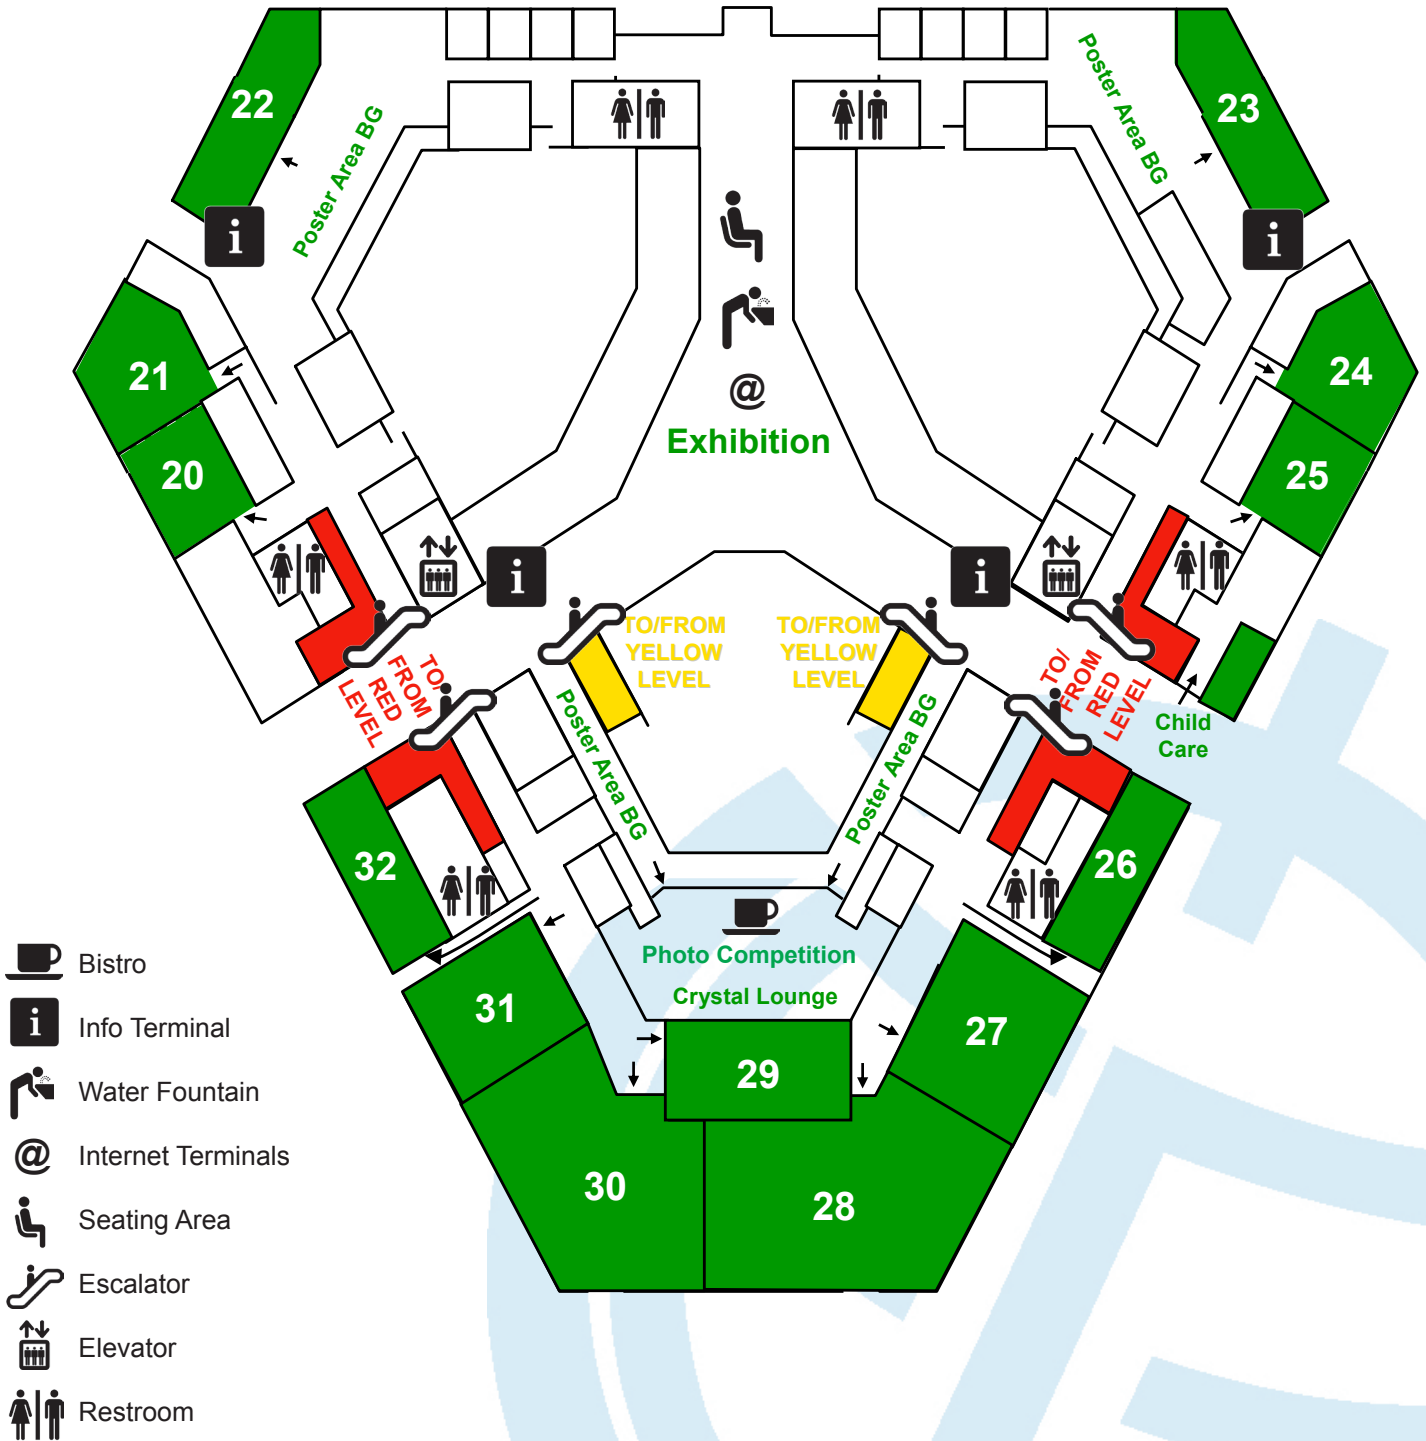 22
Poster Area BG
Poster Area BG
23
i
i
21
24
@
Exhibition
20
25
i
i
TO/FROM
YELLOW
LEVEL
TO/FROM
YELLOW
LEVEL
TO/
FROM
RED
LEVEL
TO/
FROM
RED
LEVEL
Poster Area BG
Poster Area BG
Child
Care
32
26
Photo Competition
Crystal Lounge
31
27
29
30
28
Bistro
i
Info Terminal
Water Fountain
@
Internet Terminals
Seating Area
Escalator
Elevator
Restroom